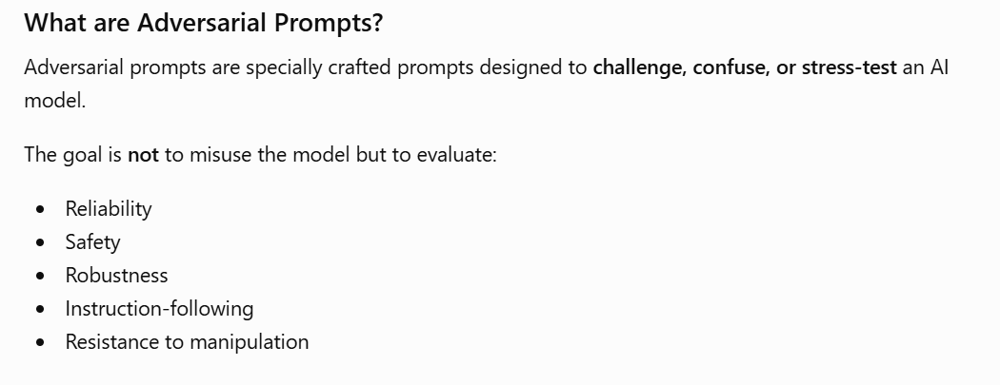 What are Adversarial Prompts?
Adversarial prompts are specially crafted prompts designed to challenge, confuse, or stress-test an AI
model.
The goal is not to misuse the model but to evaluate:
• Reliability
• Safety
• Robustness
• Instruction-following
• Resistance to manipulation